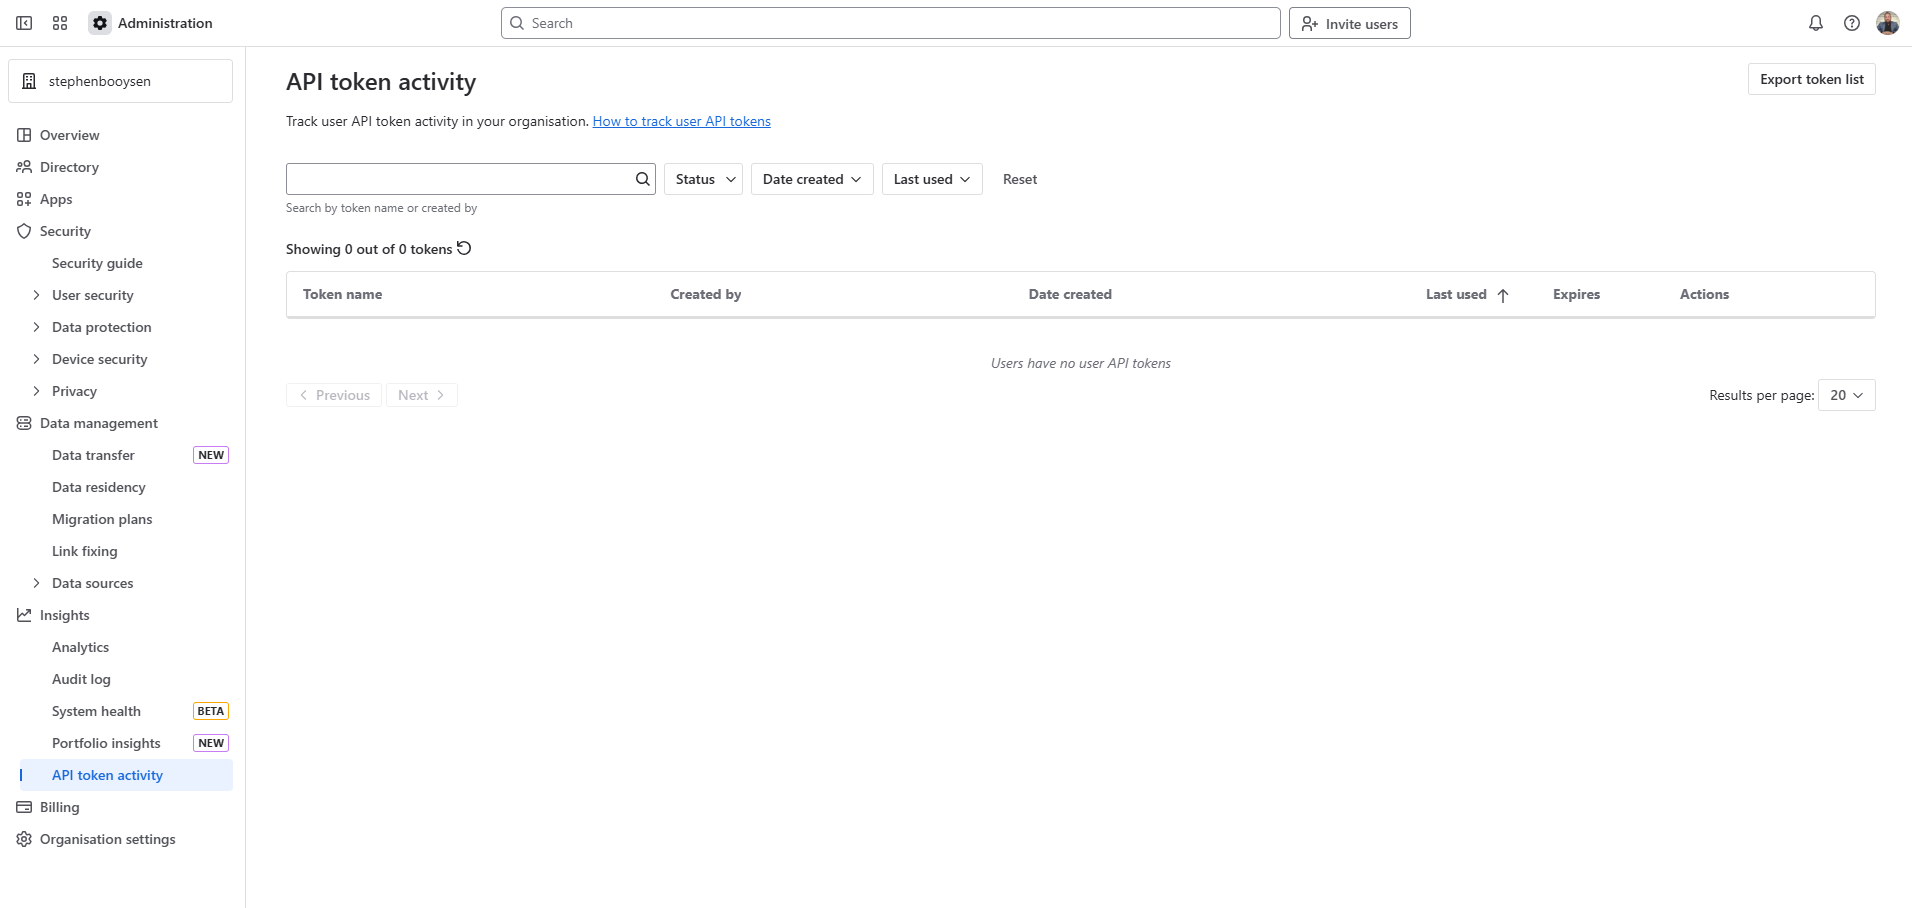 Administration
Search
Invite users
stephenbooysen
Overview
Directory
Apps
Security
Security guide
User security
Data protection
Device security
Privacy
Data management
Data transfer NEW
Data residency
Migration plans
Link fixing
Data sources
Insights
Analytics
Audit log
System health BETA
Portfolio insights NEW
API token activity
Billing
Organisation settings
API token activity
Export token list
Track user API token activity in your organisation. How to track user API tokens
Status Date created Last used Reset
Search by token name or created by
Showing 0 out of 0 tokens
Token name Created by Date created Last used Expires Actions
Users have no user API tokens
Previous Next Results per page: 20